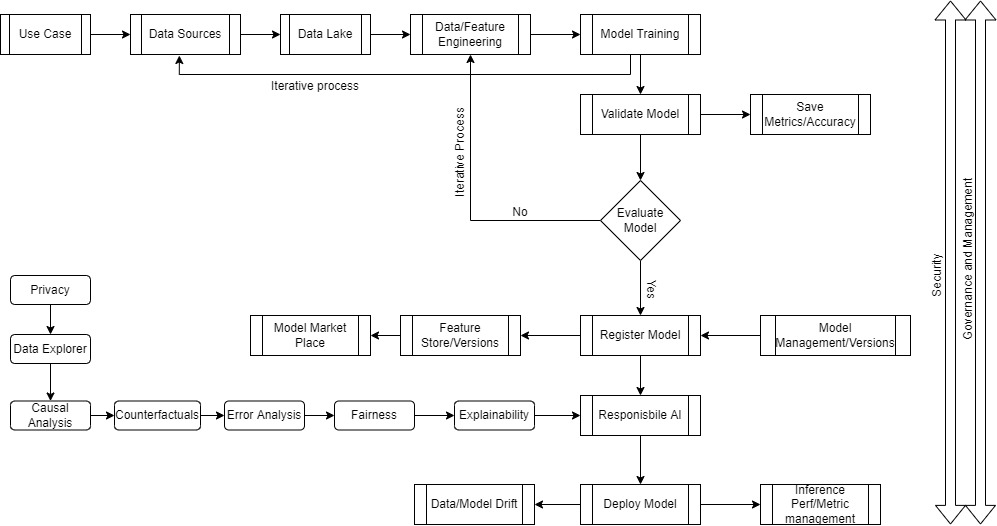 Use Case
Data Sources
Data Lake
Data/Feature
Engineering
Model Training
Iterative process
Validate Model
Save
Metrics/Accuracy
Iterative Process
No
Evaluate
Model
Yes
Security
Governance and Management
Privacy
Data Explorer
Model Market
Place
Feature
Store/Versions
Register Model
Model
Management/Versions
Causal
Analysis
Counterfactuals
Error Analysis
Fairness
Explainability
Responisbile AI
Data/Model Drift
Deploy Model
Inference
Perf/Metric
management